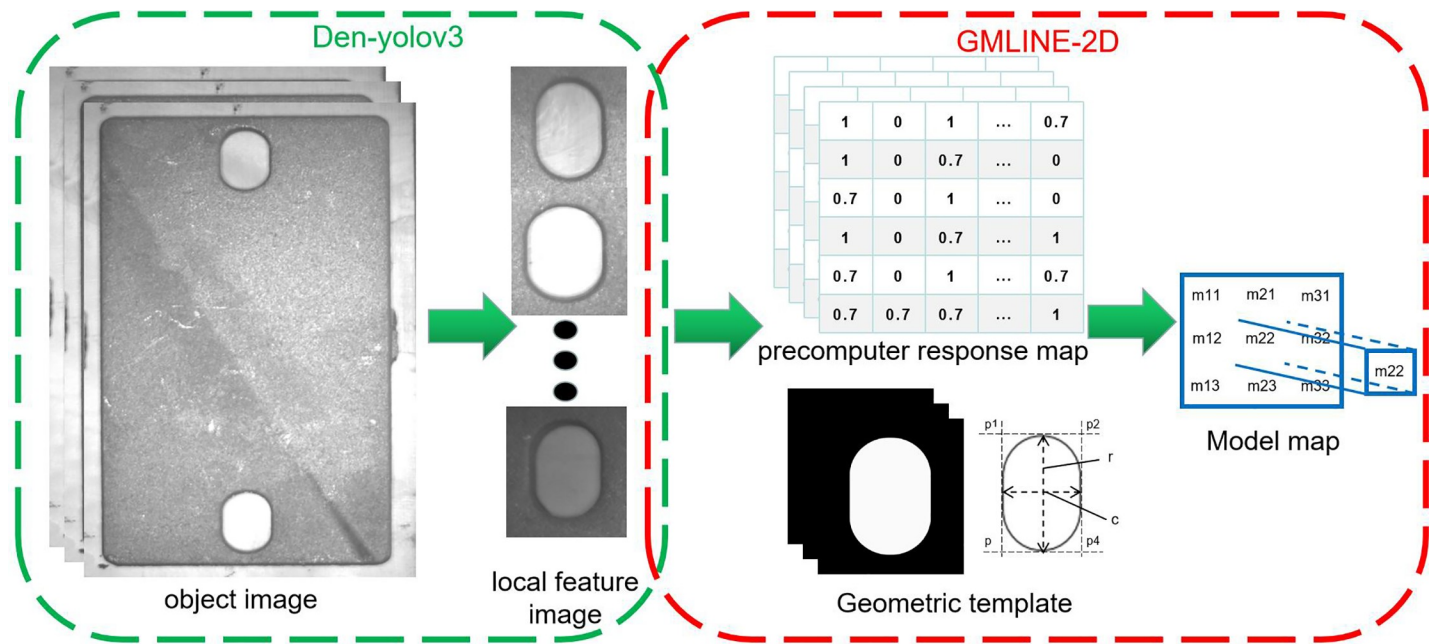 Den-yolov3
GMLINE-2D
object image
local feature
image
1 0 1 ... 0.7
1 0 0.7 ... 0
0.7 0 1 ... 0
1 0 0.7 ... 1
0.7 0 1 ... 0.7
0.7 0.7 0.7 ... 1
precomputer response map
p1 p2
r
c
p p4
Geometric template
m11 m21 m31
m12 m22 m32
m13 m23 m33
m22
Model map